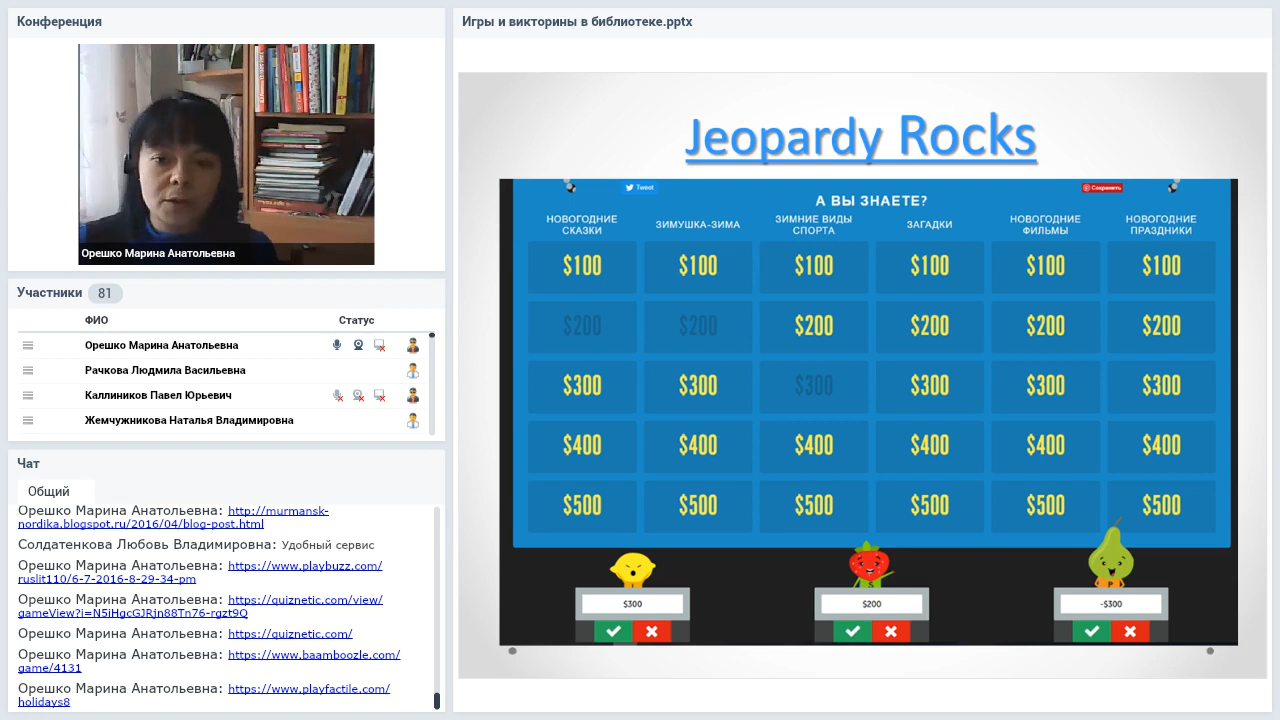 Конференция
Орешко Марина Анатольевна
Участники 81
ФИО Статус
Орешко Марина Анатольевна
Рачкова Людмила Васильевна
Каллиников Павел Юрьевич
Жемчужникова Наталья Владимировна
Чат
Общий
Орешко Марина Анатольевна: http://murmansk-
nordika.blogspot.ru/2016/04/blog-post.html
Солдатенкова Любовь Владимировна: Удобный сервис
Орешко Марина Анатольевна: https://www.playbuzz.com/
ruslit110/6-7-2016-8-29-34-pm
Орешко Марина Анатольевна: https://quiznetic.com/view/
gameView?i=N5iHgcGJRjn88Tn76-rgzt9Q
Орешко Марина Анатольевна: https://quiznetic.com/
Орешко Марина Анатольевна: https://www.baamboozle.com/
game/4131
Орешко Марина Анатольевна: https://www.playfactile.com/
holidays8
Игры и викторины в библиотеке.pptx
Jeopardy Rocks
Tweet Сохранить
А ВЫ ЗНАЕТЕ?
НОВОГОДНИЕ СКАЗКИ ЗИМУШКА-ЗИМА ЗИМНИЕ ВИДЫ СПОРТА ЗАГАДКИ НОВОГОДНИЕ ФИЛЬМЫ НОВОГОДНИЕ ПРАЗДНИКИ
$100 $100 $100 $100 $100 $100
$200 $200 $200 $200 $200 $200
$300 $300 $300 $300 $300 $300
$400 $400 $400 $400 $400 $400
$500 $500 $500 $500 $500 $500
$300 $200 -$300